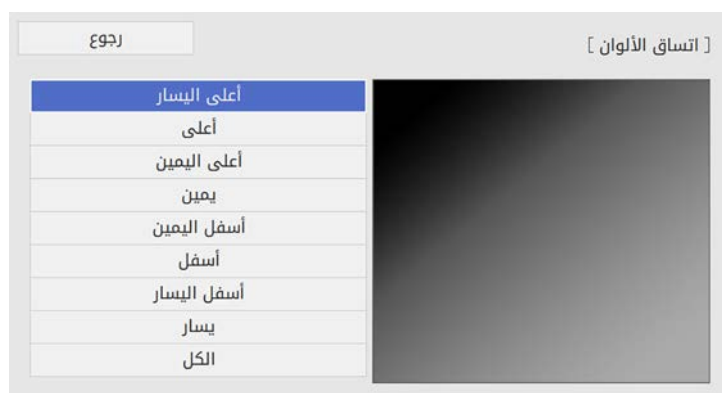 [ اتساق الألوان ]
رجوع
أعلى اليسار
أعلى
أعلى اليمين
يمين
أسفل اليمين
أسفل
أسفل اليسار
يسار
الكل